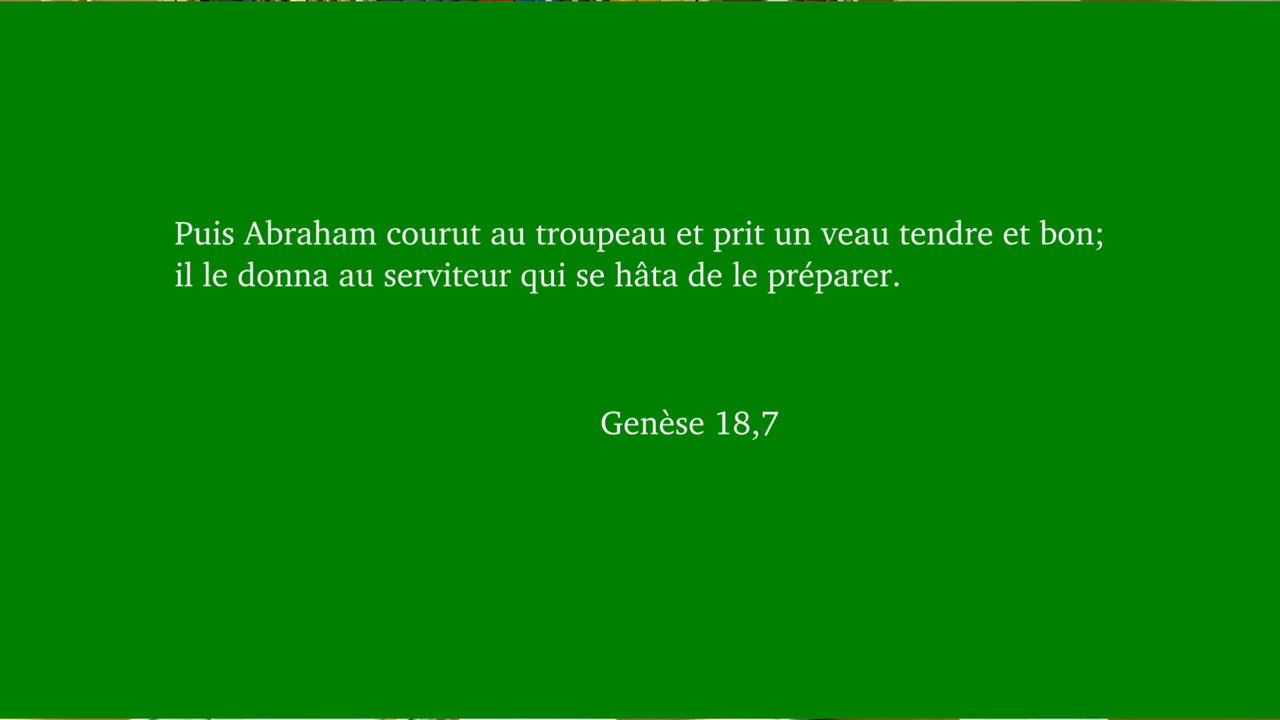 Puis Abraham courut au troupeau et prit un veau tendre et bon;
il le donna au serviteur qui se hâta de le préparer.
Genèse 18,7